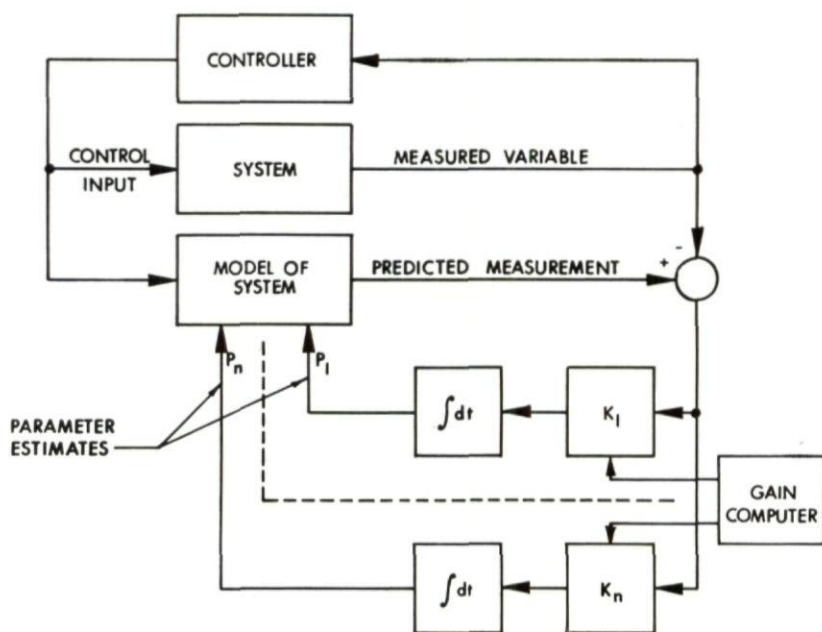 CONTROLLER
CONTROL
INPUT
SYSTEM
MEASURED VARIABLE
MODEL OF
SYSTEM
PREDICTED MEASUREMENT
+ -
Pn
P1
PARAMETER
ESTIMATES
∫dt
K1
GAIN
COMPUTER
∫dt
Kn